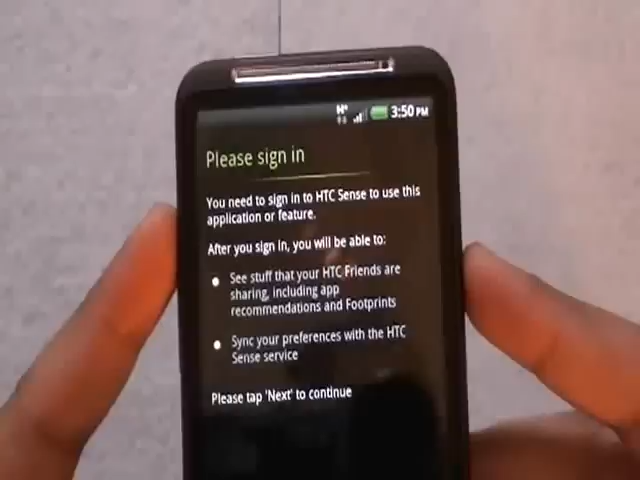 H+ 3:50 PM
Please sign in
You need to sign in to HTC Sense to use this
application or feature.
After you sign in, you will be able to:
See stuff that your HTC Friends are
sharing, including app
recommendations and Footprints
Sync your preferences with the HTC
Sense service
Please tap 'Next' to continue